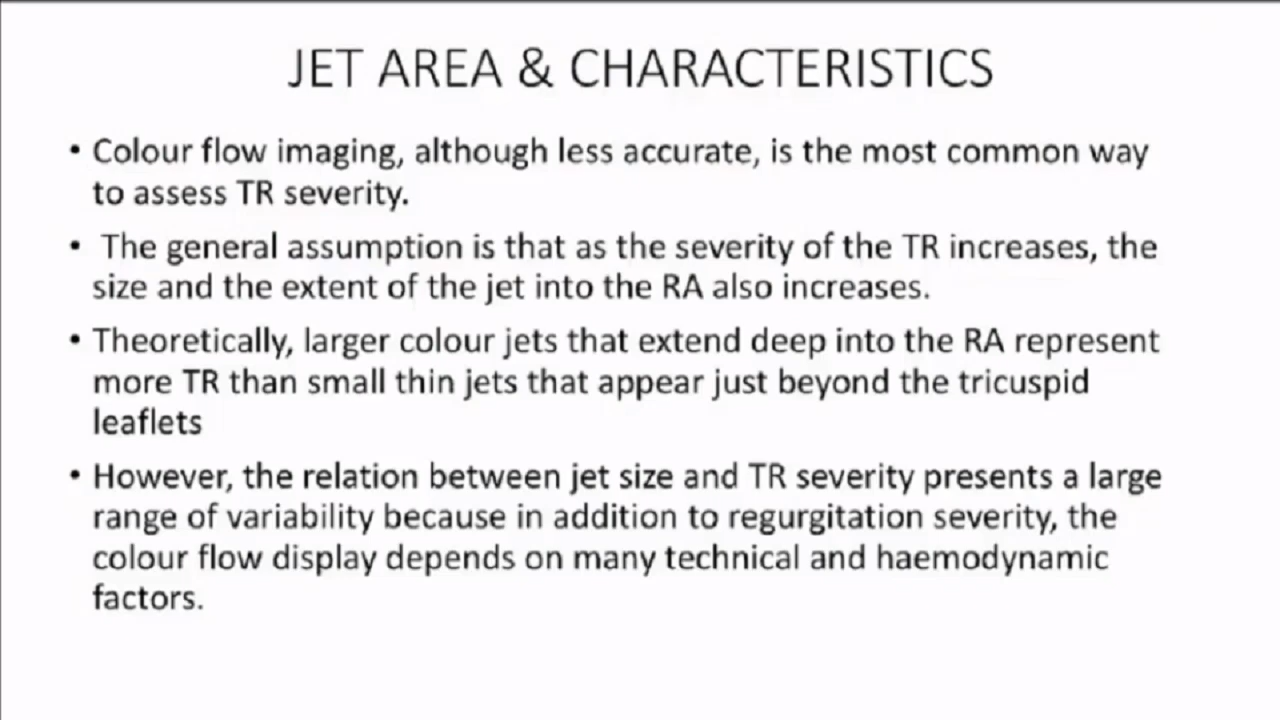 JET AREA & CHARACTERISTICS
• Colour flow imaging, although less accurate, is the most common way
to assess TR severity.
• The general assumption is that as the severity of the TR increases, the
size and the extent of the jet into the RA also increases.
• Theoretically, larger colour jets that extend deep into the RA represent
more TR than small thin jets that appear just beyond the tricuspid
leaflets
• However, the relation between jet size and TR severity presents a large
range of variability because in addition to regurgitation severity, the
colour flow display depends on many technical and haemodynamic
factors.